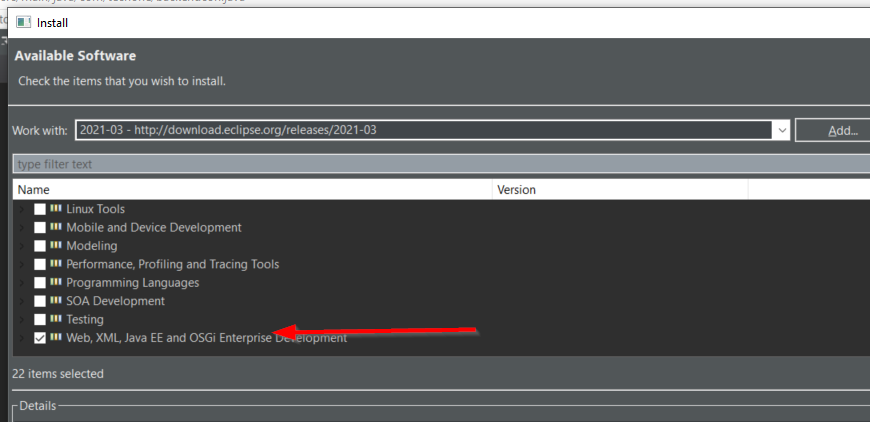 Install
Available Software
Check the items that you wish to install.
Work with: 2021-03 - http://download.eclipse.org/releases/2021-03 Add...
type filter text
Name Version
Linux Tools
Mobile and Device Development
Modeling
Performance, Profiling and Tracing Tools
Programming Languages
SOA Development
Testing
Web, XML, Java EE and OSGi Enterprise Development
22 items selected
Details